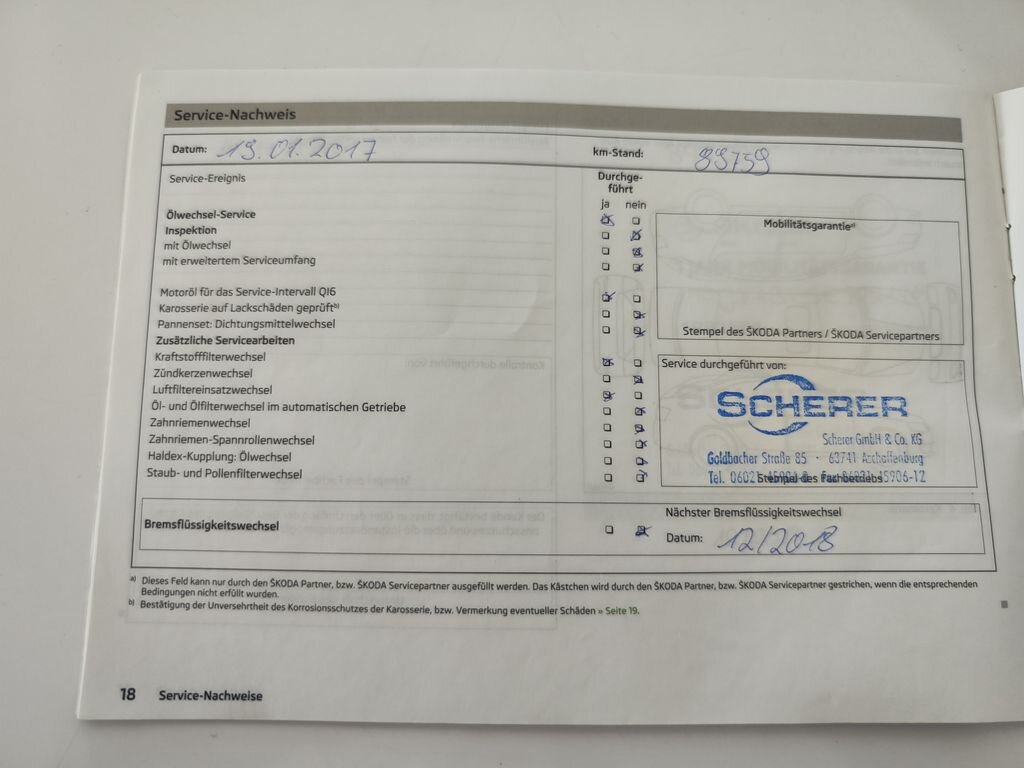 Service-Nachweis
Datum: 19.01.2017 km-Stand: 89759
Service-Ereignis Durchge-
führt
ja nein
Ölwechsel-Service
Inspektion Mobilitätsgarantie a)
mit Ölwechsel
mit erweitertem Serviceumfang
Motoröl für das Service-Intervall QI6
Karosserie auf Lackschäden geprüft b)
Pannenset: Dichtungsmittelwechsel Stempel des ŠKODA Partners / ŠKODA Servicepartners
Zusätzliche Servicearbeiten
Kraftstofffilterwechsel Service durchgeführt von:
Zündkerzenwechsel
Luftfiltereinsatzwechsel
SCHERER
Öl- und Ölfilterwechsel im automatischen Getriebe
Zahnriemenwechsel
Zahnriemen-Spannrollenwechsel Scherer GmbH & Co. KG
Haldex-Kupplung: Ölwechsel Goldbacher Straße 85 · 63741 Aschaffenburg
Staub- und Pollenfilterwechsel Tel. Stempel des Fachbetriebs
Bremsflüssigkeitswechsel Nächster Bremsflüssigkeitswechsel
Datum: 12/2018
a) Dieses Feld kann nur durch den ŠKODA Partner, bzw. ŠKODA Servicepartner ausgefüllt werden. Das Kästchen wird durch den ŠKODA Partner, bzw. ŠKODA Servicepartner gestrichen, wenn die entsprechenden
Bedingungen nicht erfüllt wurden.
b) Bestätigung der Unversehrtheit des Korrosionsschutzes der Karosserie, bzw. Vermerkung eventueller Schäden » Seite 19.
18 Service-Nachweise